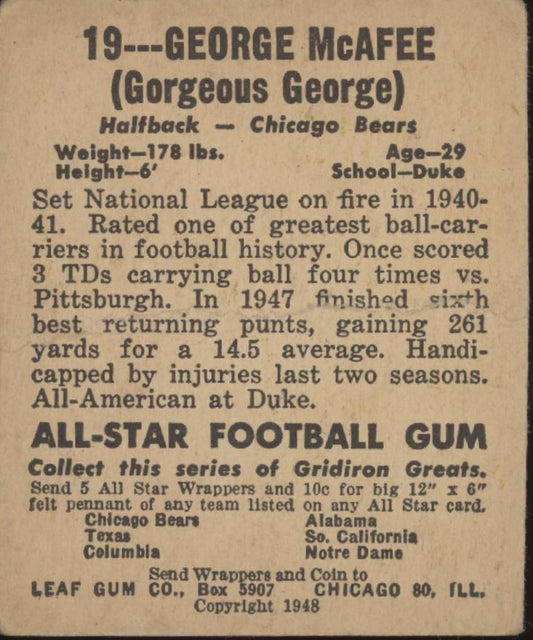 19---GEORGE McAFEE
(Gorgeous George)
Halfback — Chicago Bears
Weight—178 lbs. Age—29
Height—6' School—Duke
Set National League on fire in 1940-
41. Rated one of greatest ball-car-
riers in football history. Once scored
3 TDs carrying ball four times vs.
Pittsburgh. In 1947 finished sixth
best returning punts, gaining 261
yards for a 14.5 average. Handi-
capped by injuries last two seasons.
All-American at Duke.
ALL-STAR FOOTBALL GUM
Collect this series of Gridiron Greats.
Send 5 All Star Wrappers and 10c for big 12" x 6"
felt pennant of any team listed on any All Star card.
Chicago Bears Alabama
Texas So. California
Columbia Notre Dame
Send Wrappers and Coin to
LEAF GUM CO., Box 5907 CHICAGO 80, ILL.
Copyright 1948